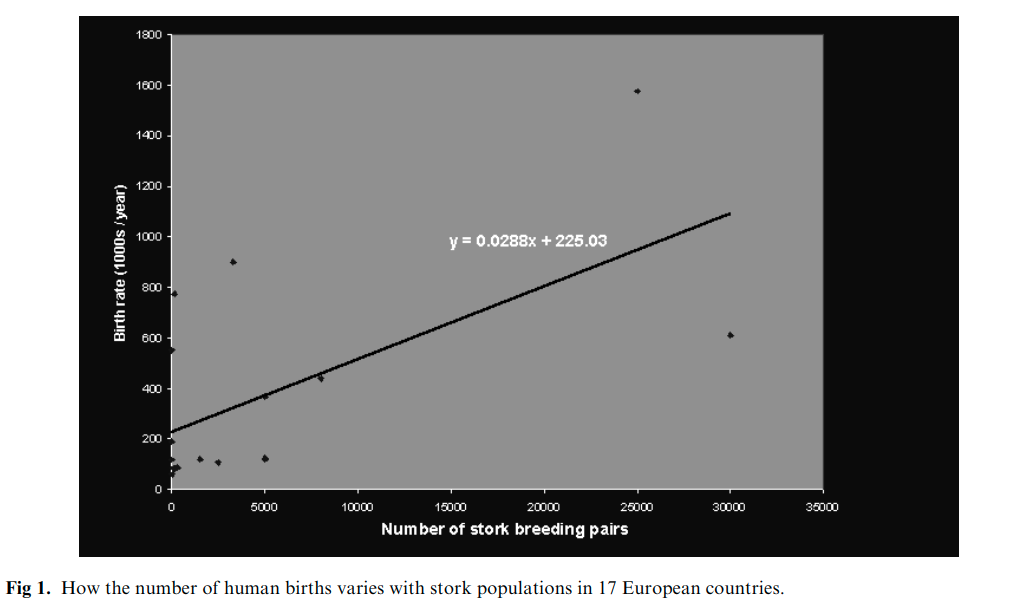 1800
1600
1400
1200
1000
800
600
400
200
0
Birth rate (1000s / year)
y = 0.0288x + 225.03
0 5000 10000 15000 20000 25000 30000 35000
Number of stork breeding pairs
Fig 1. How the number of human births varies with stork populations in 17 European countries.